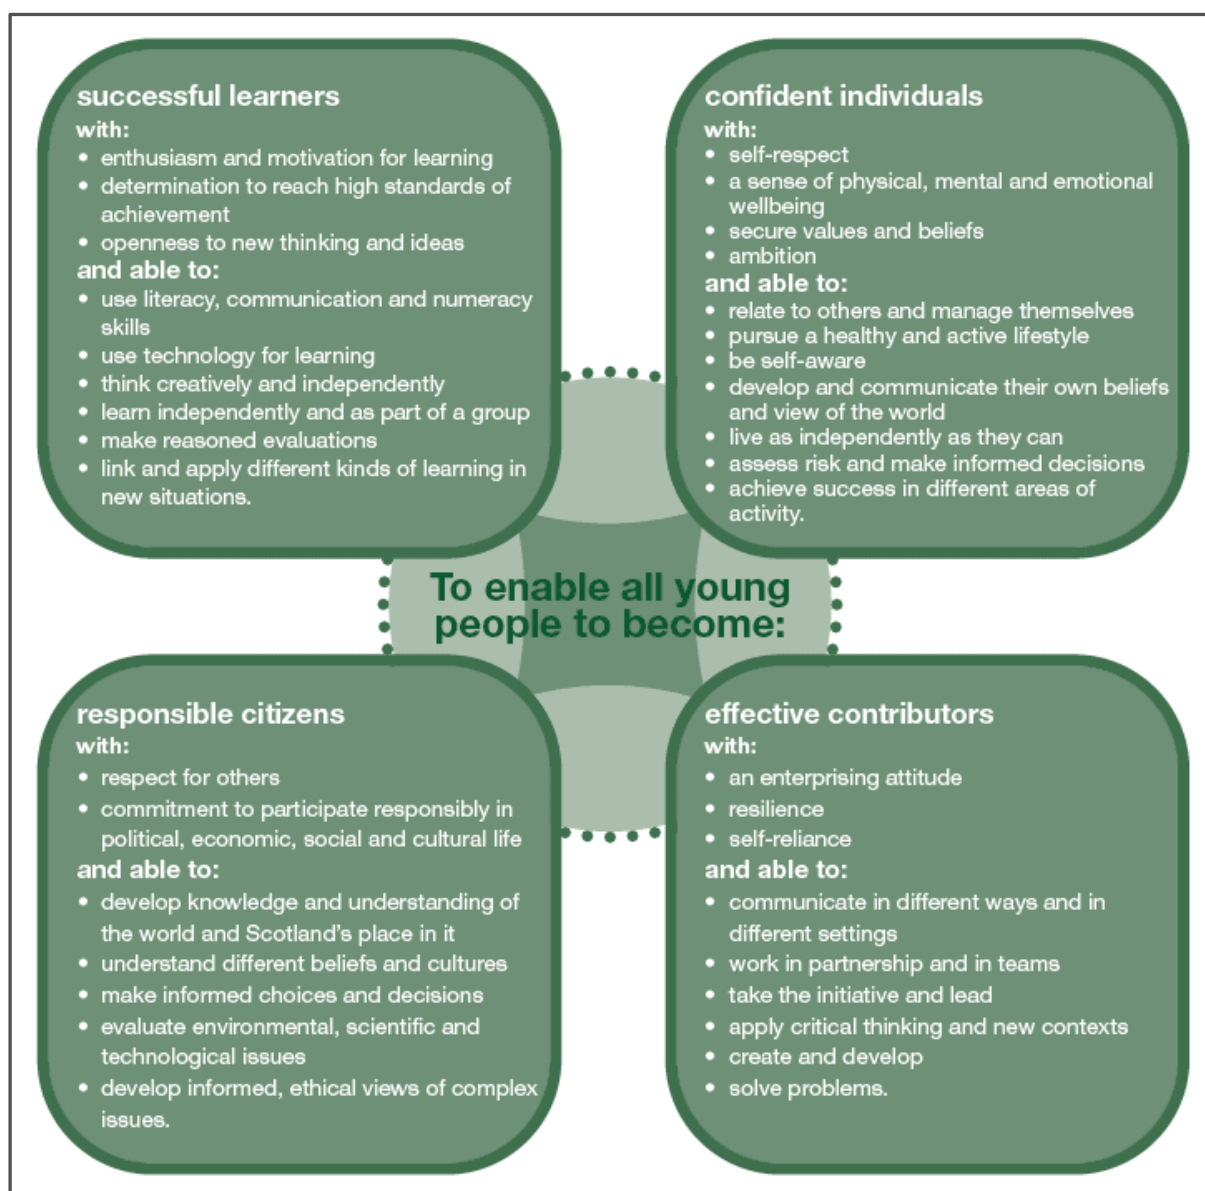 successful learners
with:
• enthusiasm and motivation for learning
• determination to reach high standards of
achievement
• openness to new thinking and ideas
and able to:
• use literacy, communication and numeracy
skills
• use technology for learning
• think creatively and independently
• learn independently and as part of a group
• make reasoned evaluations
• link and apply different kinds of learning in
new situations.
confident individuals
with:
• self-respect
• a sense of physical, mental and emotional
wellbeing
• secure values and beliefs
• ambition
and able to:
• relate to others and manage themselves
• pursue a healthy and active lifestyle
• be self-aware
• develop and communicate their own beliefs
and view of the world
• live as independently as they can
• assess risk and make informed decisions
• achieve success in different areas of
activity.
To enable all young
people to become:
responsible citizens
with:
• respect for others
• commitment to participate responsibly in
political, economic, social and cultural life
and able to:
• develop knowledge and understanding of
the world and Scotland's place in it
• understand different beliefs and cultures
• make informed choices and decisions
• evaluate environmental, scientific and
technological issues
• develop informed, ethical views of complex
issues.
effective contributors
with:
• an enterprising attitude
• resilience
• self-reliance
and able to:
• communicate in different ways and in
different settings
• work in partnership and in teams
• take the initiative and lead
• apply critical thinking and new contexts
• create and develop
• solve problems.